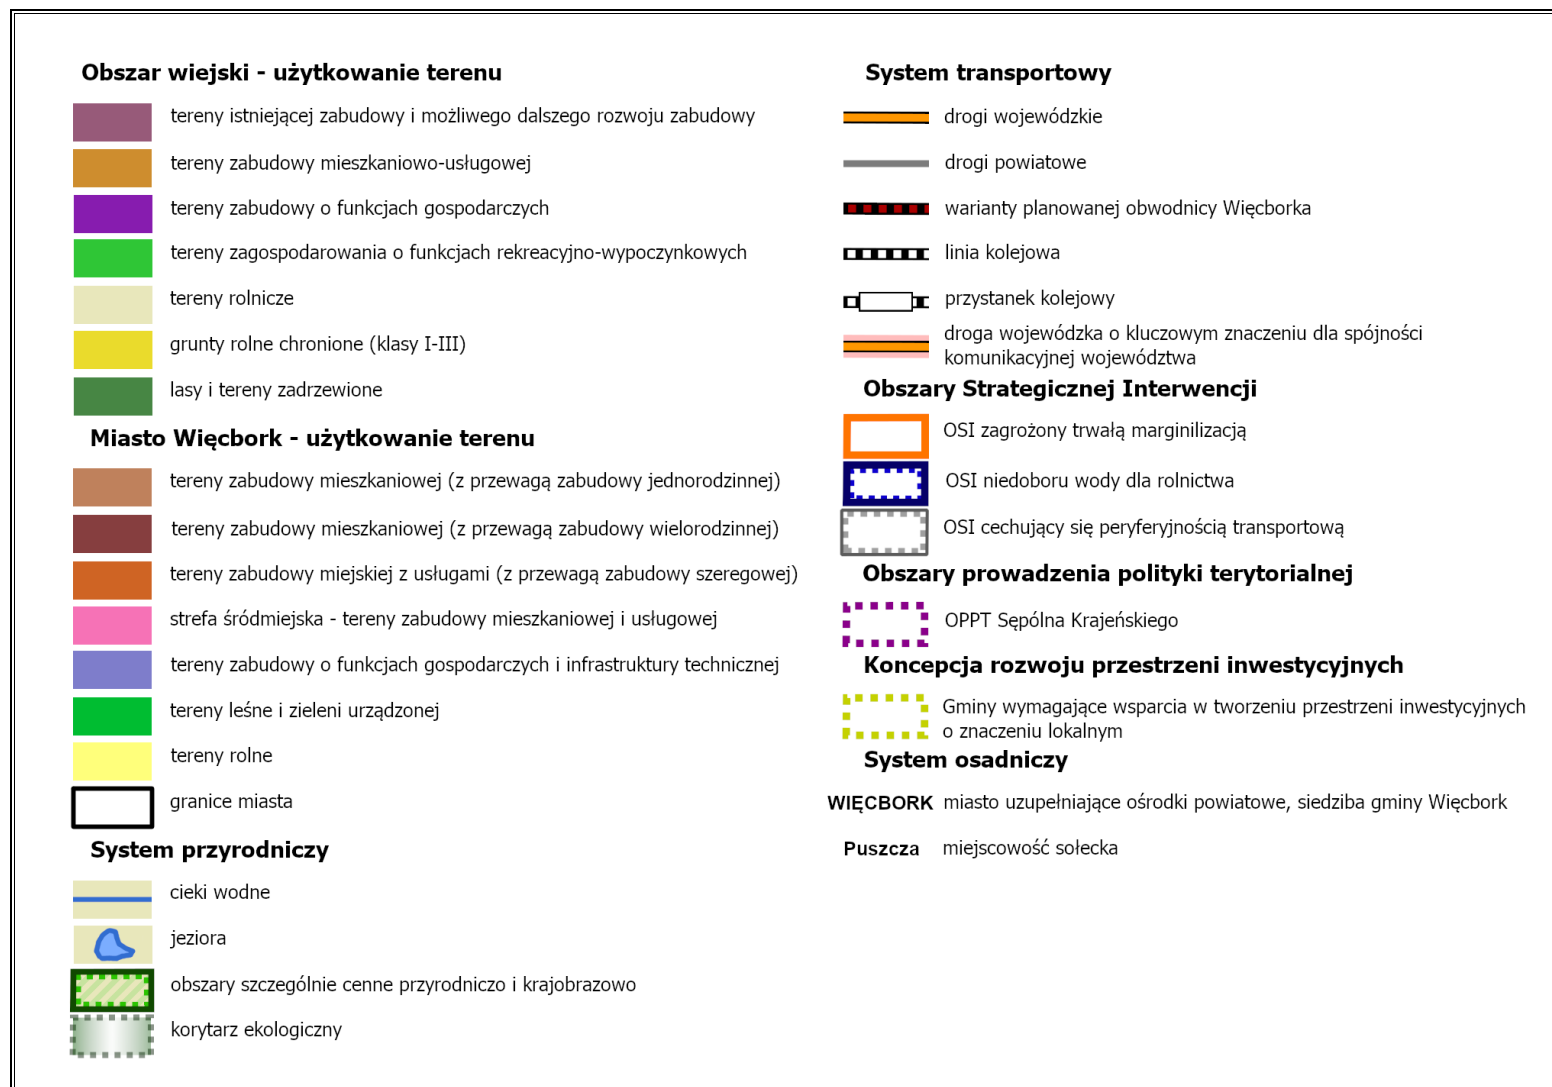 Obszar wiejski - użytkowanie terenu
tereny istniejącej zabudowy i możliwego dalszego rozwoju zabudowy
tereny zabudowy mieszkaniowo-usługowej
tereny zabudowy o funkcjach gospodarczych
tereny zagospodarowania o funkcjach rekreacyjno-wypoczynkowych
tereny rolnicze
grunty rolne chronione (klasy I-III)
lasy i tereny zadrzewione
Miasto Więcbork - użytkowanie terenu
tereny zabudowy mieszkaniowej (z przewagą zabudowy jednorodzinnej)
tereny zabudowy mieszkaniowej (z przewagą zabudowy wielorodzinnej)
tereny zabudowy miejskiej z usługami (z przewagą zabudowy szeregowej)
strefa śródmiejska - tereny zabudowy mieszkaniowej i usługowej
tereny zabudowy o funkcjach gospodarczych i infrastruktury technicznej
tereny leśne i zieleni urządzonej
tereny rolne
granice miasta
System przyrodniczy
cieki wodne
jeziora
obszary szczególnie cenne przyrodniczo i krajobrazowo
korytarz ekologiczny
System transportowy
drogi wojewódzkie
drogi powiatowe
warianty planowanej obwodnicy Więcborka
linia kolejowa
przystanek kolejowy
droga wojewódzka o kluczowym znaczeniu dla spójności
komunikacyjnej województwa
Obszary Strategicznej Interwencji
OSI zagrożony trwałą marginilizacją
OSI niedoboru wody dla rolnictwa
OSI cechujący się peryferyjnością transportową
Obszary prowadzenia polityki terytorialnej
OPPT Sępólna Krajeńskiego
Koncepcja rozwoju przestrzeni inwestycyjnych
Gminy wymagające wsparcia w tworzeniu przestrzeni inwestycyjnych
o znaczeniu lokalnym
System osadniczy
WIĘCBORK miasto uzupełniające ośrodki powiatowe, siedziba gminy Więcbork
Puszcza miejscowość sołecka